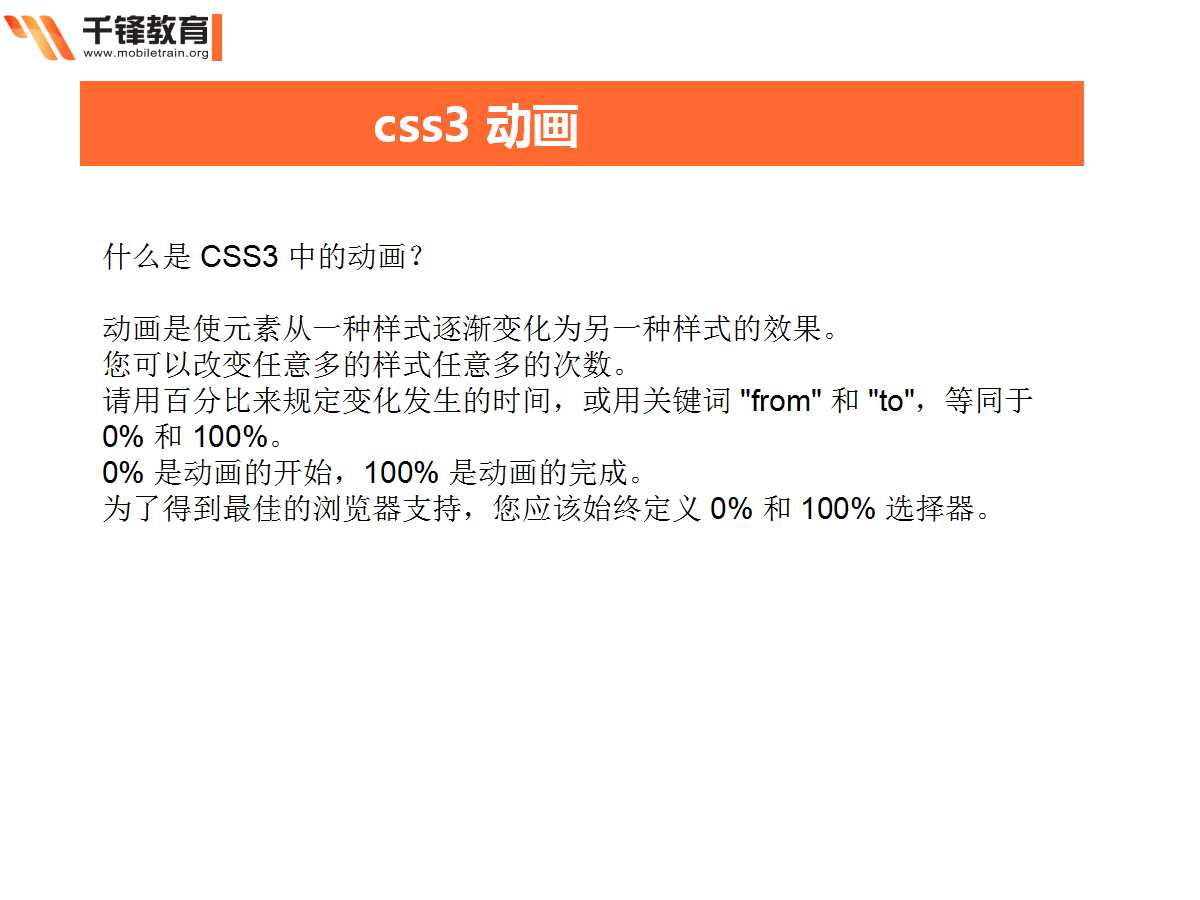 千锋教育
www.mobiletrain.org
css3 动画
什么是 CSS3 中的动画？
动画是使元素从一种样式逐渐变化为另一种样式的效果。
您可以改变任意多的样式任意多的次数。
请用百分比来规定变化发生的时间，或用关键词 "from" 和 "to"，等同于
0% 和 100%。
0% 是动画的开始，100% 是动画的完成。
为了得到最佳的浏览器支持，您应该始终定义 0% 和 100% 选择器。